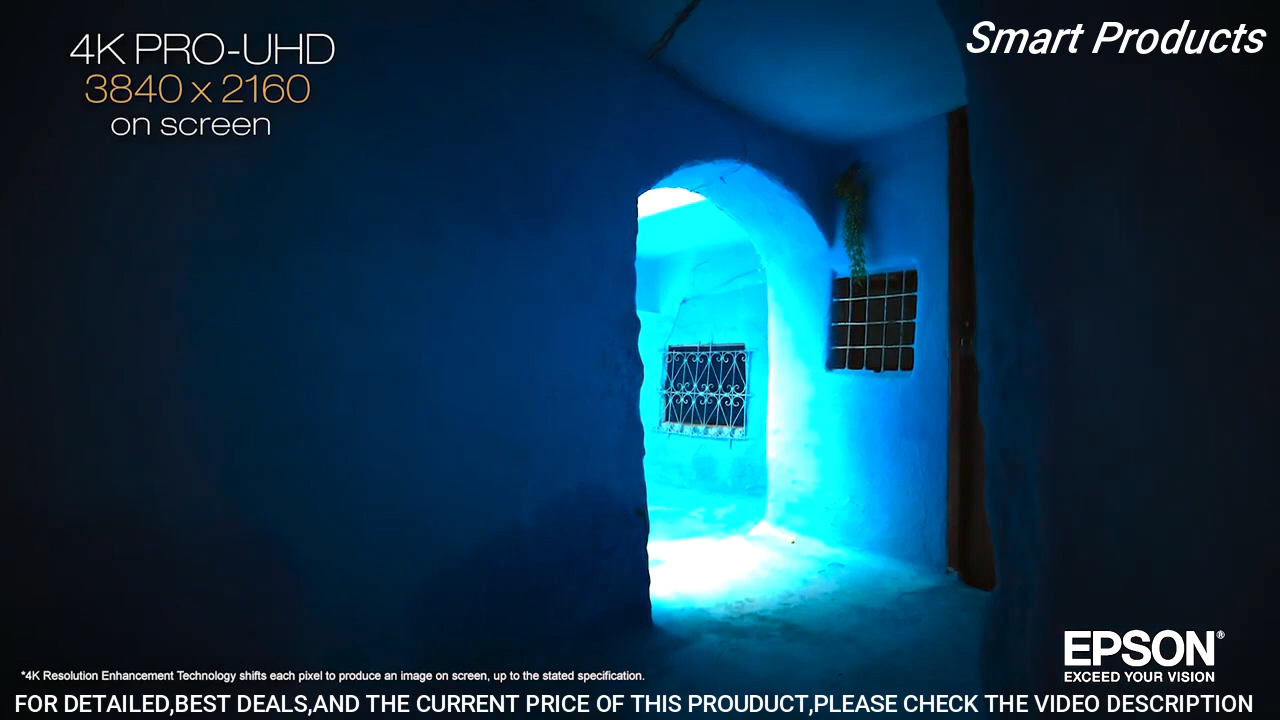 4K PRO-UHD
3840 x 2160
on screen
Smart Products
EPSON®
EXCEED YOUR VISION
*4K Resolution Enhancement Technology shifts each pixel to produce an image on screen, up to the stated specification.
FOR DETAILED,BEST DEALS,AND THE CURRENT PRICE OF THIS PROUDUCT,PLEASE CHECK THE VIDEO DESCRIPTION